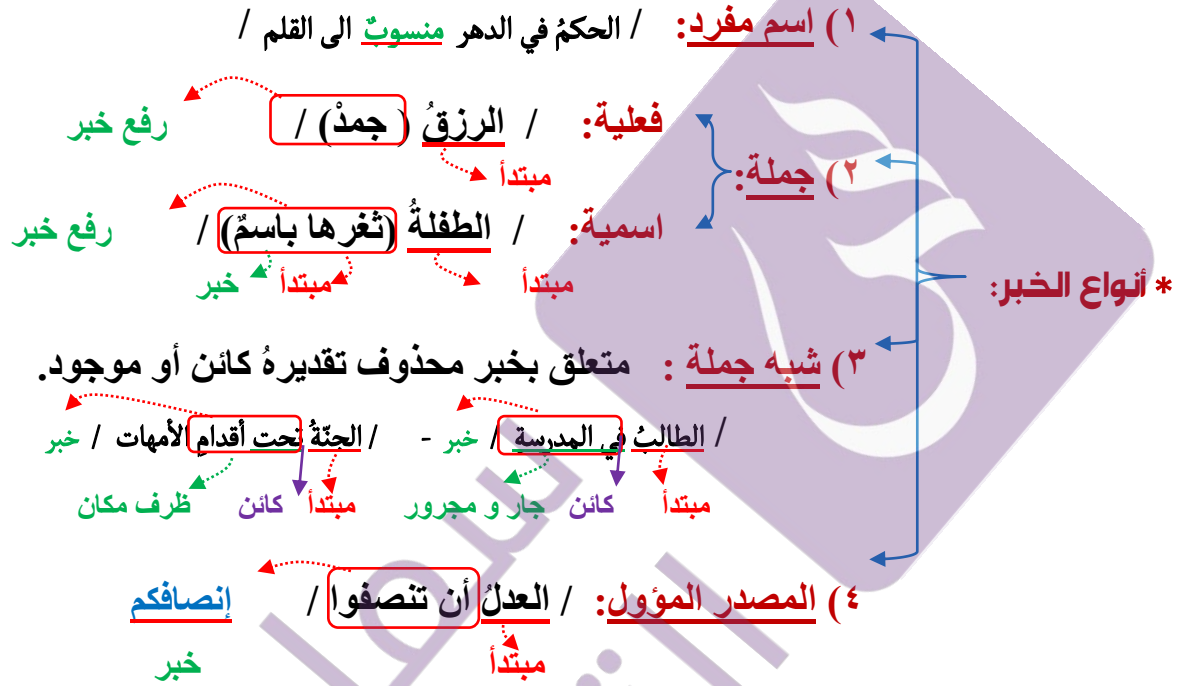 * أنواع الخبر:
١) اسم مفرد: / الحكمُ في الدهر منسوبٌ الى القلم /
٢) جملة:
فعلية: / الرزقُ ( جمدْ) / رفع خبر
مبتدأ
اسمية: / الطفلةُ (ثغرها باسمٌ) / رفع خبر
مبتدأ مبتدأ خبر
٣) شبه جملة : متعلق بخبر محذوف تقديرهُ كائن أو موجود.
/ الطالبُ في المدرسة / خبر - / الجنّةُ تحت أقدامِ الأمهات / خبر
مبتدأ كائن جار و مجرور مبتدأ كائن ظرف مكان
٤) المصدر المؤول: / العدلُ أن تنصفوا / إنصافكم
مبتدأ خبر